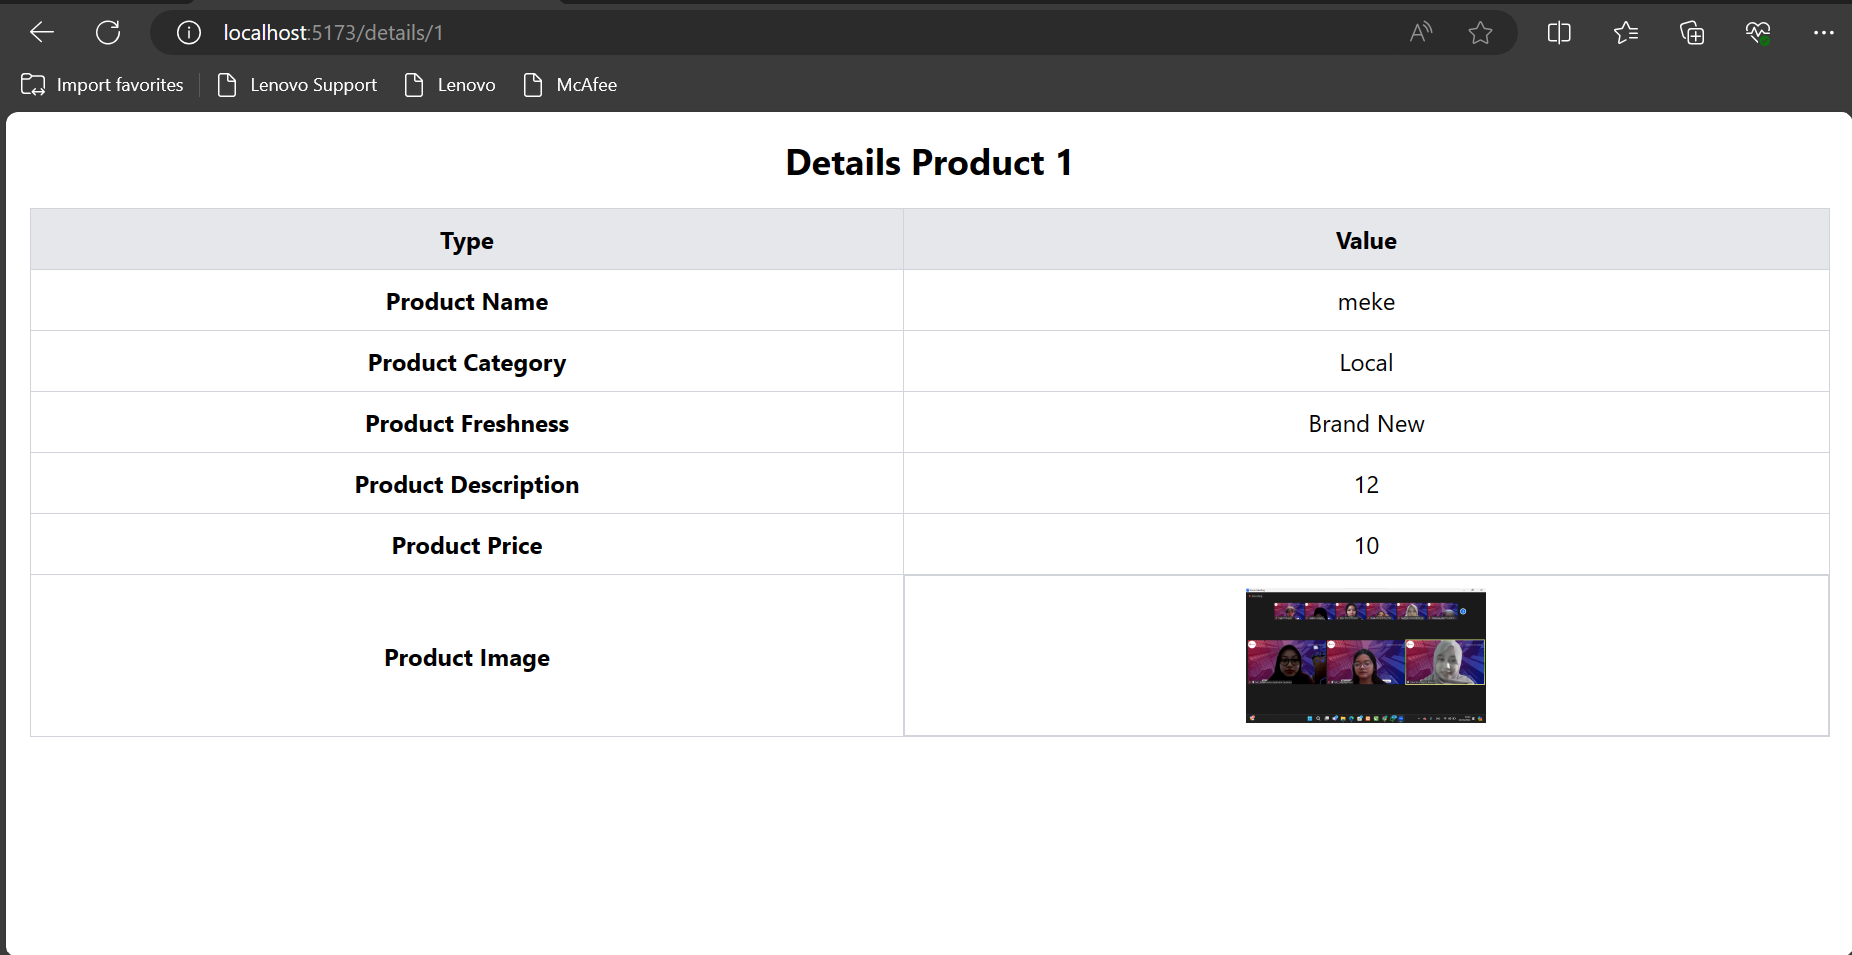 localhost:5173/details/1
Import favorites
Lenovo Support
Lenovo
McAfee
Details Product 1
Type Value
Product Name meke
Product Category Local
Product Freshness Brand New
Product Description 12
Product Price 10
Product Image